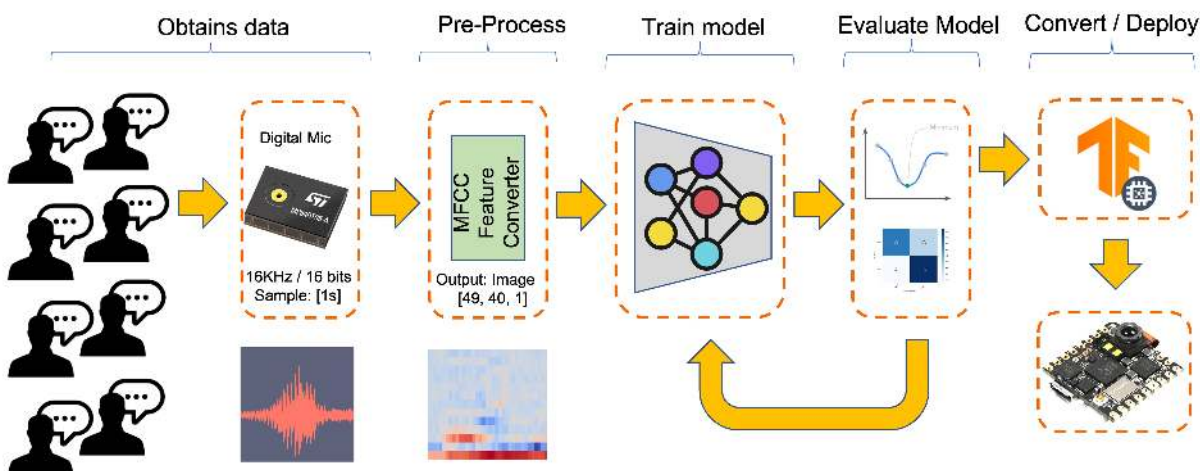 Obtains data
Pre-Process
Train model
Evaluate Model
Convert / Deploy
Digital Mic
16KHz / 16 bits
Sample: [1s]
MFCC
Feature
Converter
Output: Image
[49, 40, 1]
Minimum